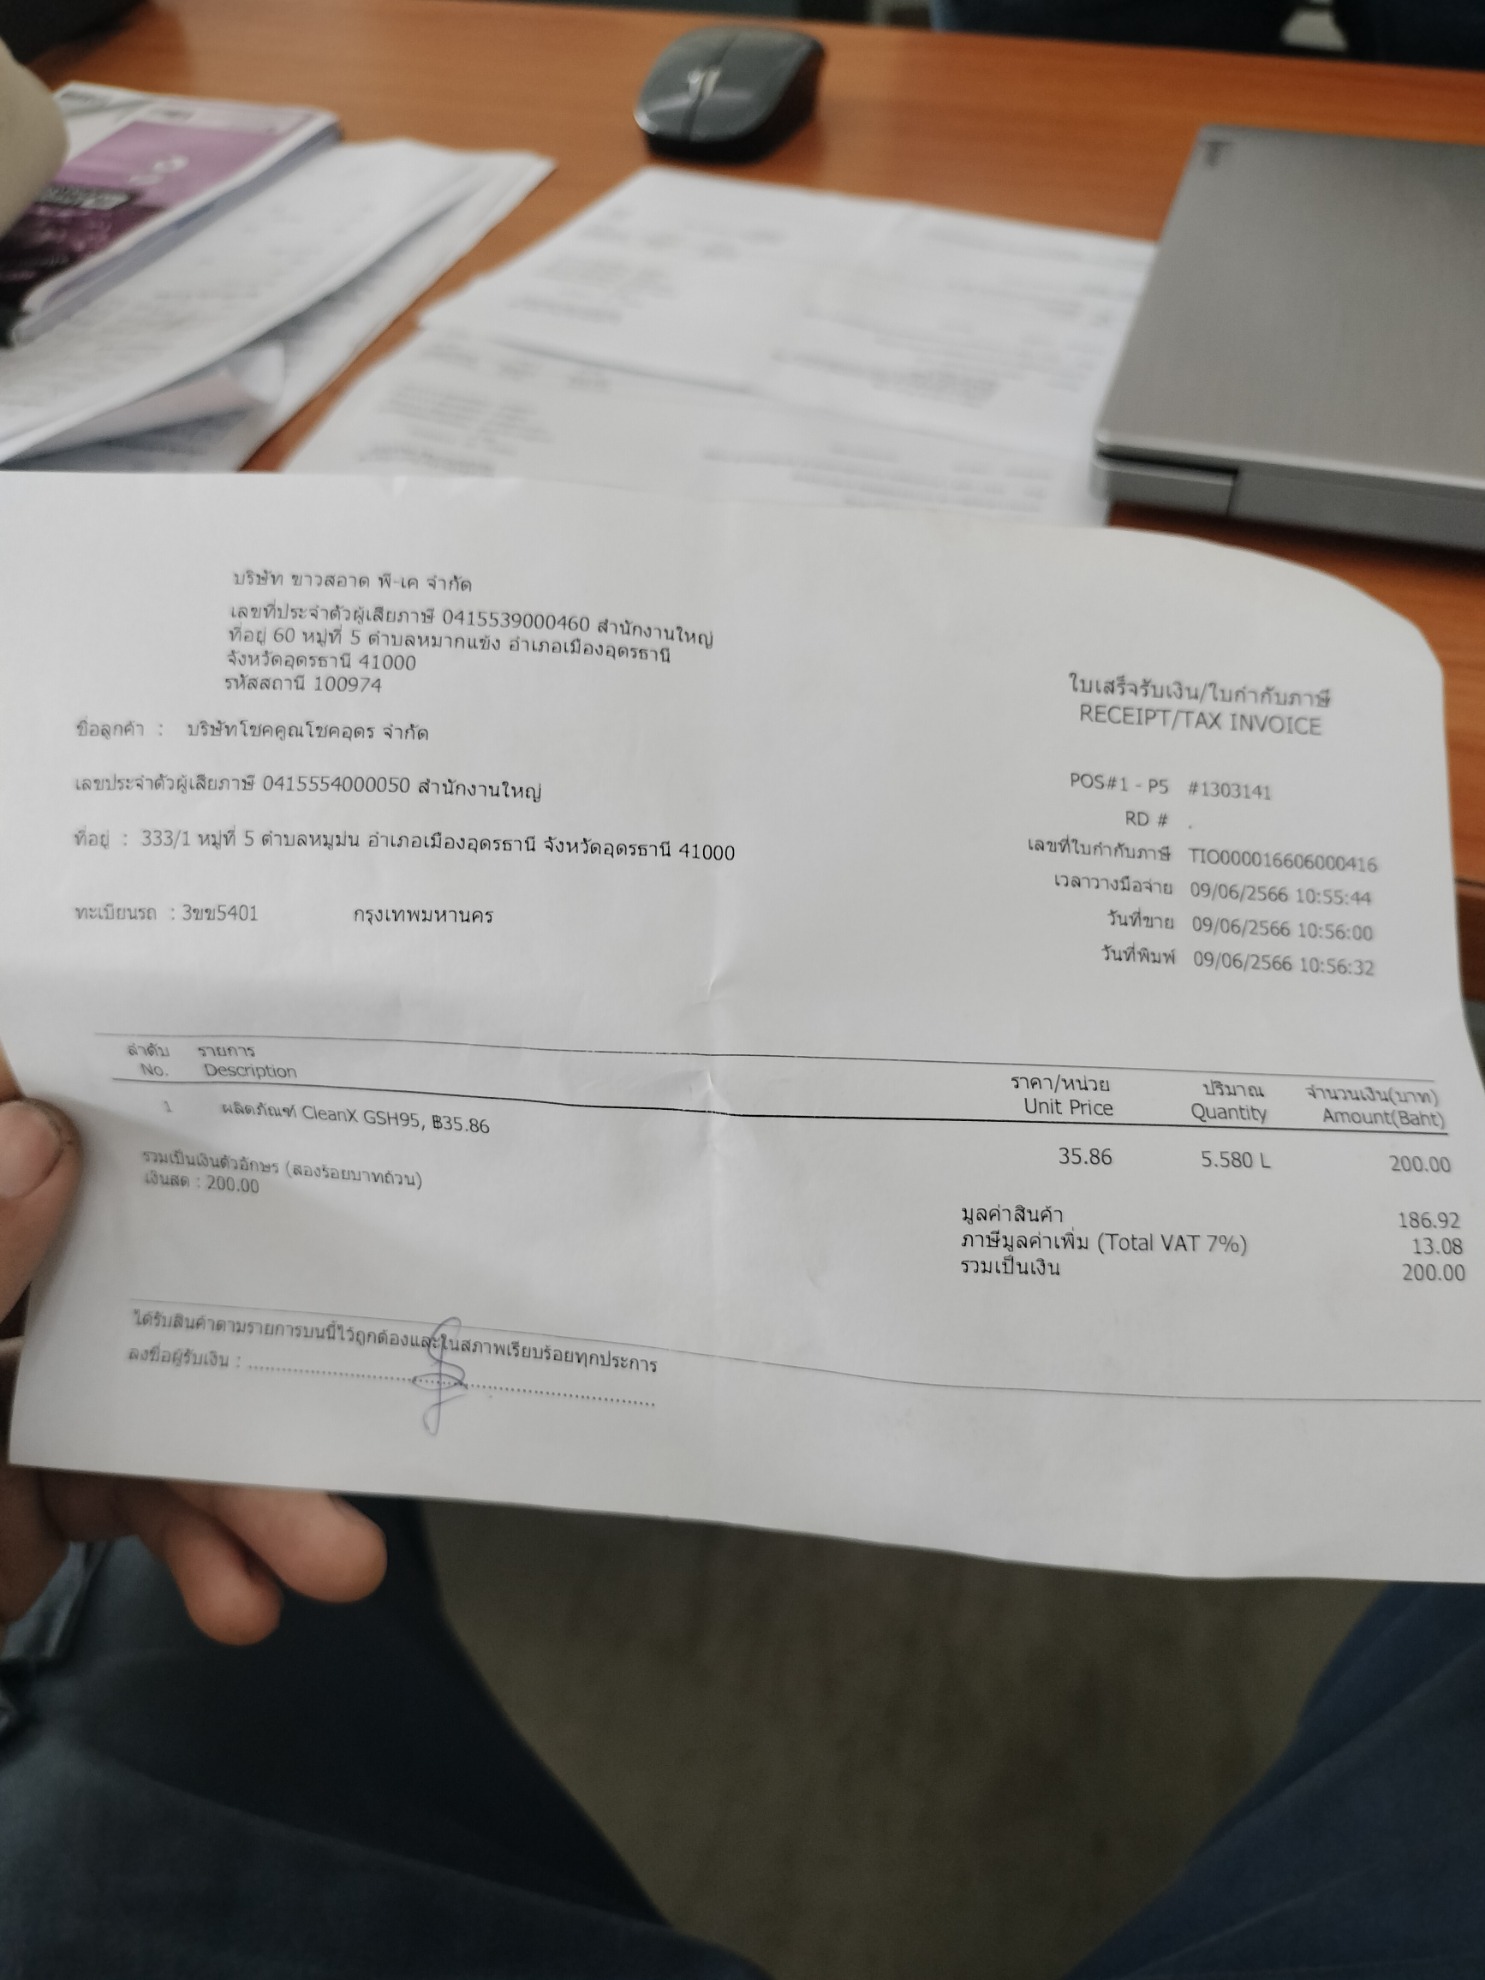 บริษัท ขาวสอาด พี-เค จำกัด
เลขที่ประจำตัวผู้เสียภาษี 0415539000460 สำนักงานใหญ่
ที่อยู่ 60 หมู่ที่ 5 ตำบลหมากแข้ง อำเภอเมืองอุดรธานี
จังหวัดอุดรธานี 41000
รหัสสถานี 100974
ใบเสร็จรับเงิน/ใบกำกับภาษี
RECEIPT/TAX INVOICE
ชื่อลูกค้า : บริษัทโชคคูณโชคอุดร จำกัด
เลขประจำตัวผู้เสียภาษี 0415554000050 สำนักงานใหญ่
ที่อยู่ : 333/1 หมู่ที่ 5 ตำบลหมูม่น อำเภอเมืองอุดรธานี จังหวัดอุดรธานี 41000
ทะเบียนรถ : 3ขข5401 กรุงเทพมหานคร
POS#1 - P5 #1303141
RD # .
เลขที่ใบกำกับภาษี TIO000016606000416
เวลาวางมือจ่าย 09/06/2566 10:55:44
วันที่ขาย 09/06/2566 10:56:00
วันที่พิมพ์ 09/06/2566 10:56:32
ลำดับ รายการ ราคา/หน่วย ปริมาณ จำนวนเงิน(บาท)
No. Description Unit Price Quantity Amount(Baht)
1 ผลิตภัณฑ์ CleanX GSH95, ฿35.86 35.86 5.580 L 200.00
รวมเป็นเงินตัวอักษร (สองร้อยบาทถ้วน)
เงินสด : 200.00
มูลค่าสินค้า 186.92
ภาษีมูลค่าเพิ่ม (Total VAT 7%) 13.08
รวมเป็นเงิน 200.00
ได้รับสินค้าตามรายการบนนี้ไว้ถูกต้องและในสภาพเรียบร้อยทุกประการ
ลงชื่อผู้รับเงิน : ........................................................